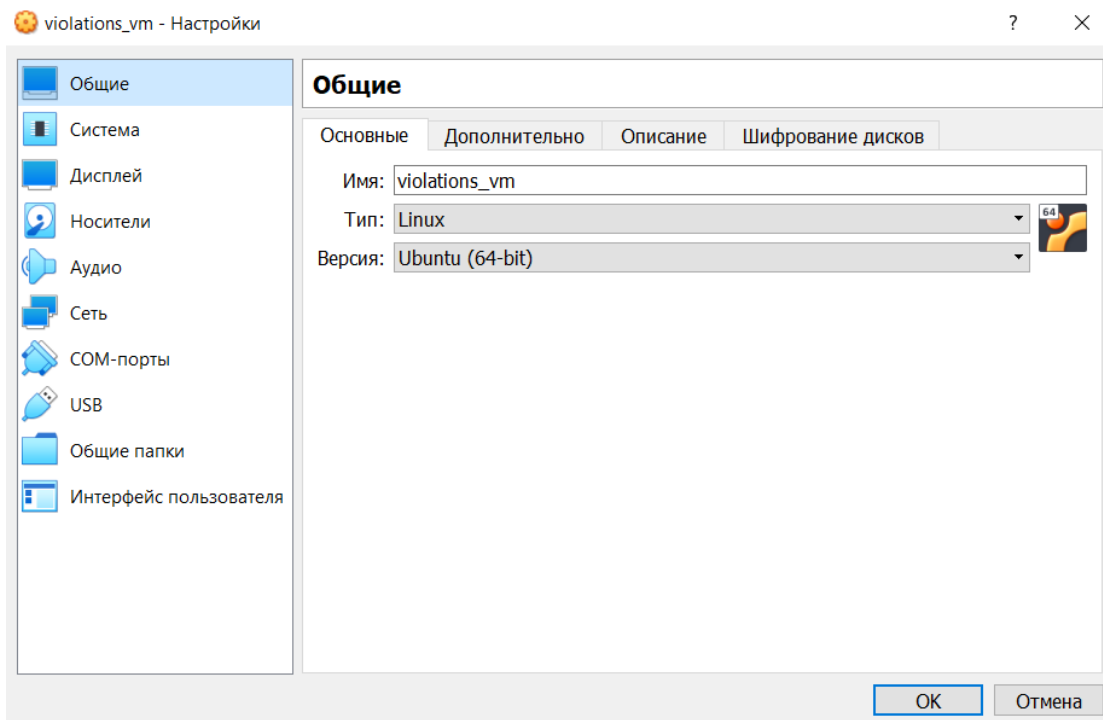 violations_vm - Настройки
?
Общие
Система
Дисплей
Носители
Аудио
Сеть
COM-порты
USB
Общие папки
Интерфейс пользователя
Общие
Основные Дополнительно Описание Шифрование дисков
Имя: violations_vm
Тип: Linux
64
Версия: Ubuntu (64-bit)
OK Отмена